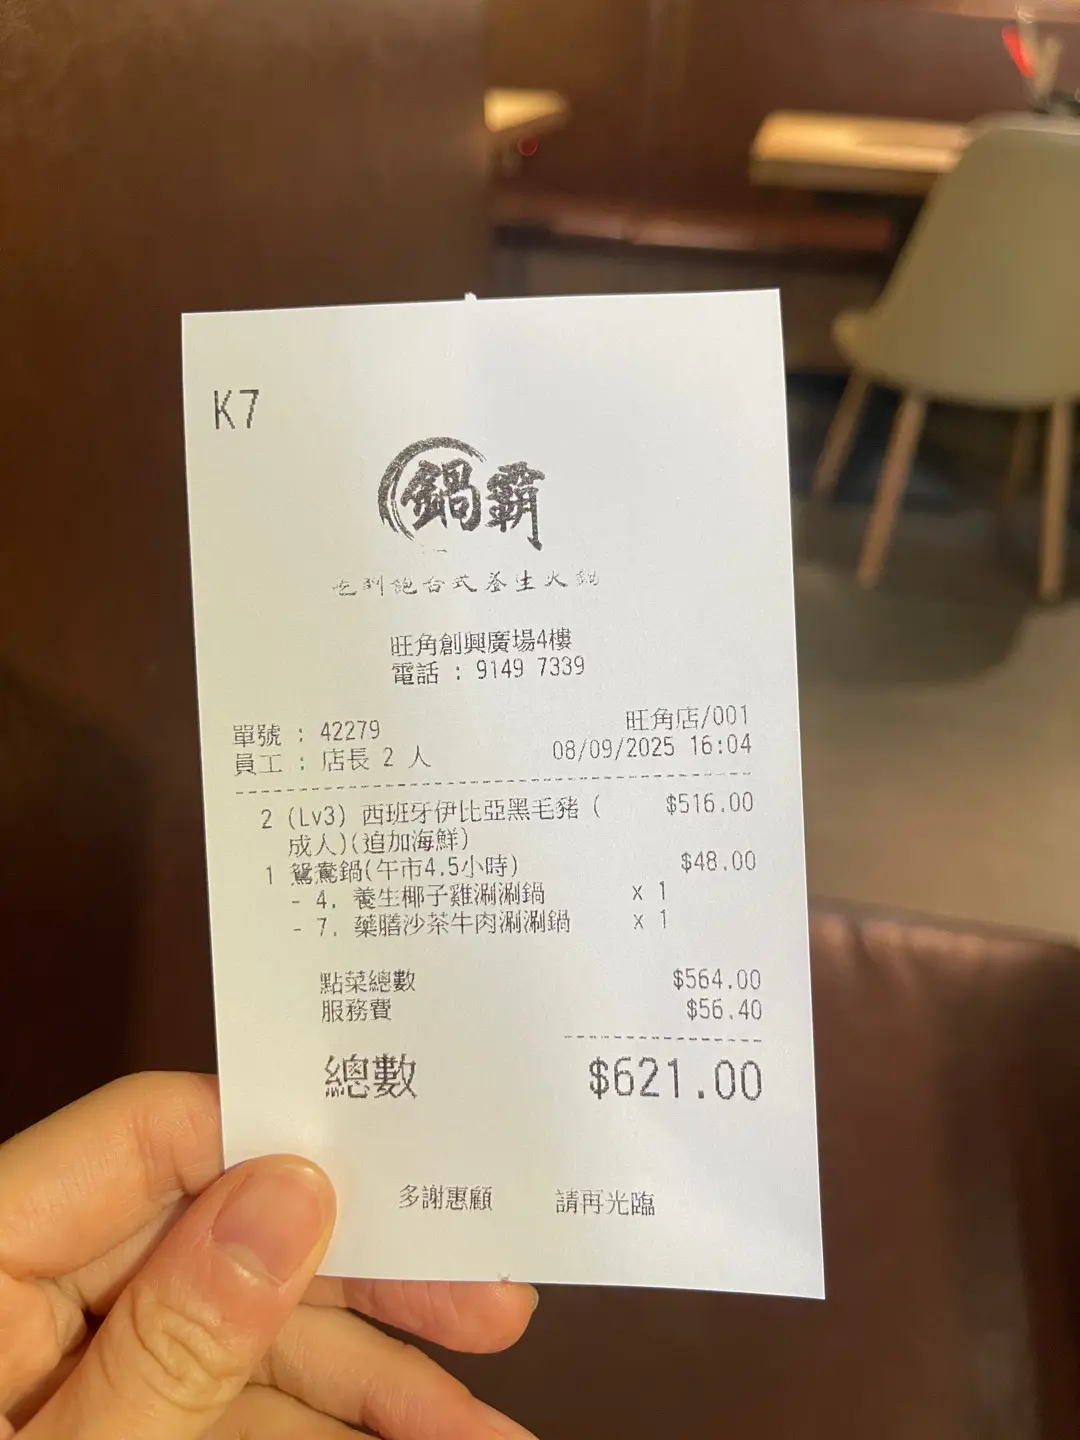 K7
鍋霸
吃到飽台式養生火鍋
旺角創興廣場4樓
電話 : 9149 7339
單號 : 42279 旺角店/001
員工 : 店長 2 人 08/09/2025 16:04
2 (Lv3) 西班牙伊比亞黑毛豬 ( $516.00
成人)(追加海鮮)
1 鴛鴦鍋(午市4.5小時) $48.00
- 4. 養生椰子雞涮涮鍋 x 1
- 7. 藥膳沙茶牛肉涮涮鍋 x 1
點菜總數 $564.00
服務費 $56.40
總數 $621.00
多謝惠顧 請再光臨